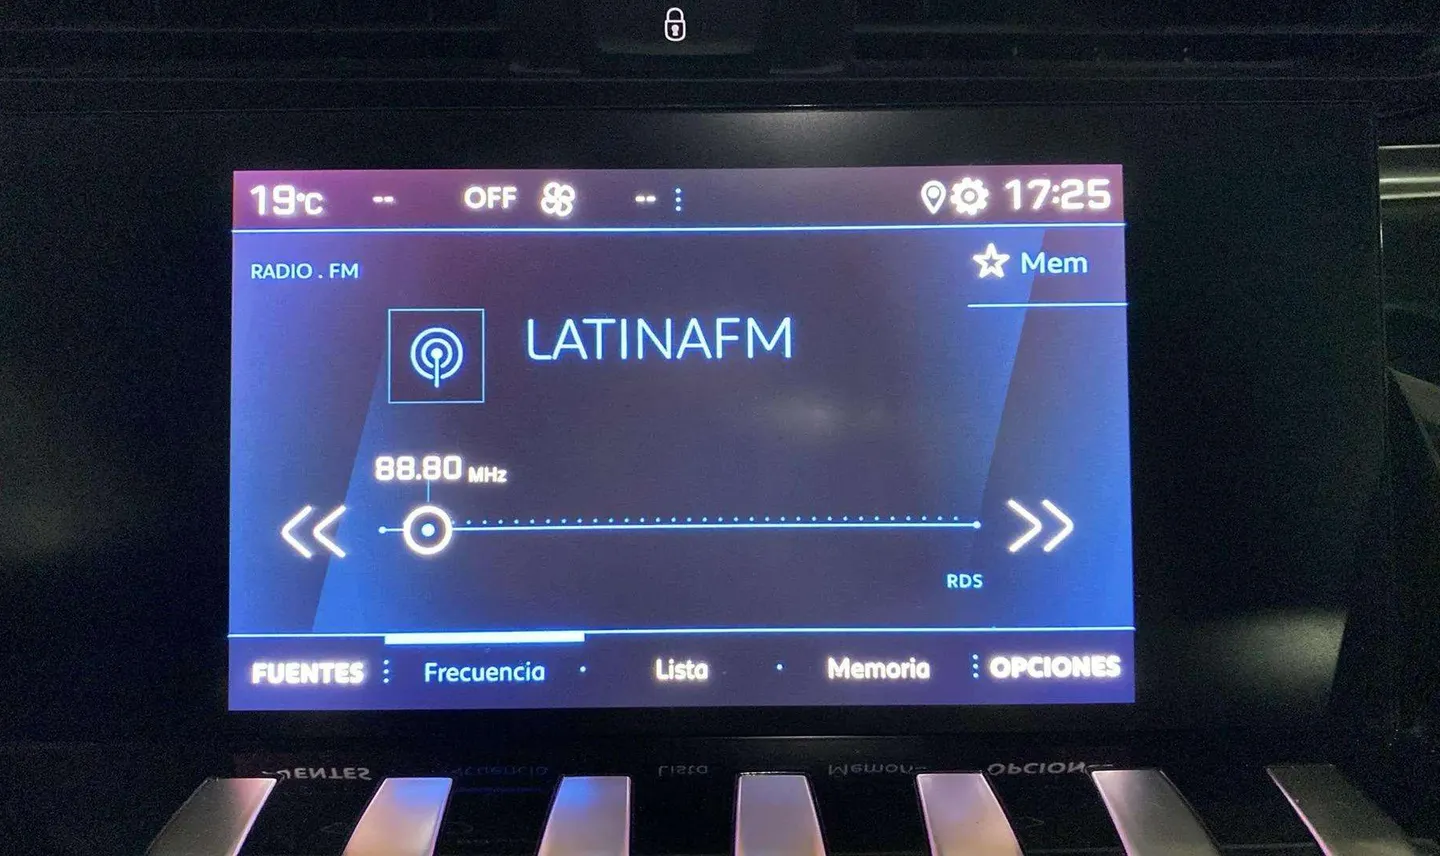 19°C -- OFF -- 17:25
RADIO . FM
Mem
LATINAFM
88.80 MHz
RDS
FUENTES Frecuencia Lista Memoria OPCIONES